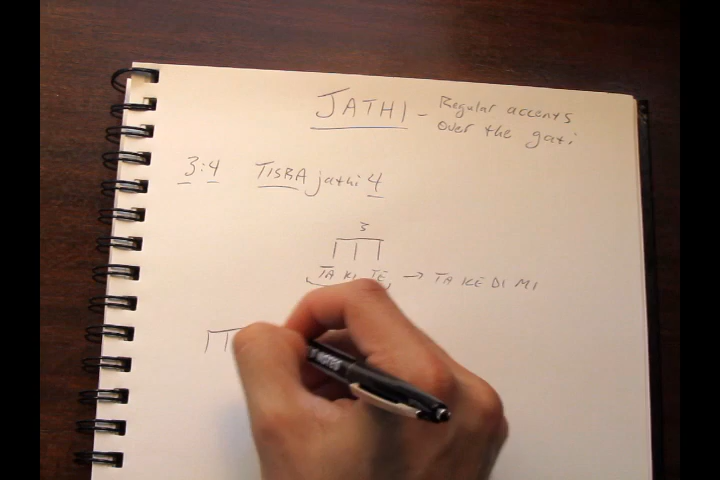 JATHI - Regular accents
over the gati
3:4 TISRA jathi 4
3
TA KI TE → TA KE DI MI